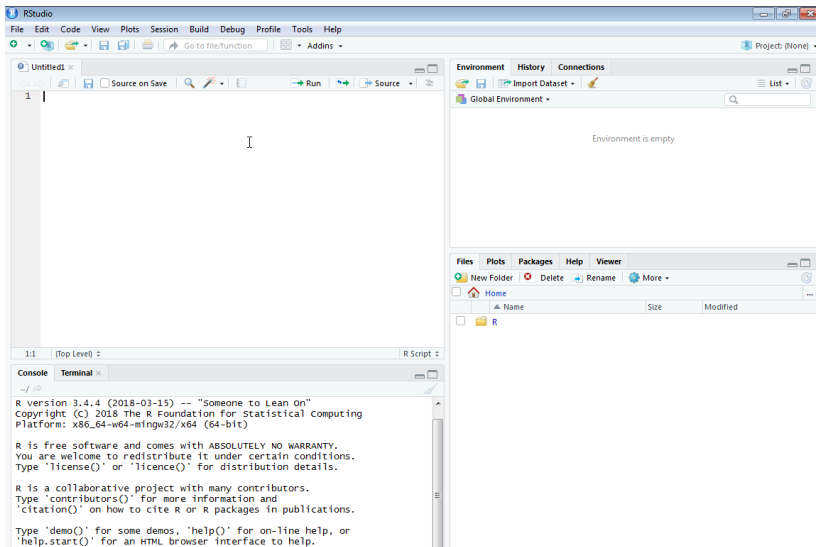 RStudio
File Edit Code View Plots Session Build Debug Profile Tools Help
Go to file/function Addins Project: (None)
Untitled1
Source on Save Run Source
1
1:1 (Top Level) R Script
Console Terminal
~/
R version 3.4.4 (2018-03-15) -- "Someone to Lean On"
Copyright (C) 2018 The R Foundation for Statistical Computing
Platform: x86_64-w64-mingw32/x64 (64-bit)
R is free software and comes with ABSOLUTELY NO WARRANTY.
You are welcome to redistribute it under certain conditions.
Type 'license()' or 'licence()' for distribution details.
R is a collaborative project with many contributors.
Type 'contributors()' for more information and
'citation()' on how to cite R or R packages in publications.
Type 'demo()' for some demos, 'help()' for on-line help, or
'help.start()' for an HTML browser interface to help.
Environment History Connections
Import Dataset List
Global Environment
Environment is empty
Files Plots Packages Help Viewer
New Folder Delete Rename More
Home ...
Name Size Modified
R